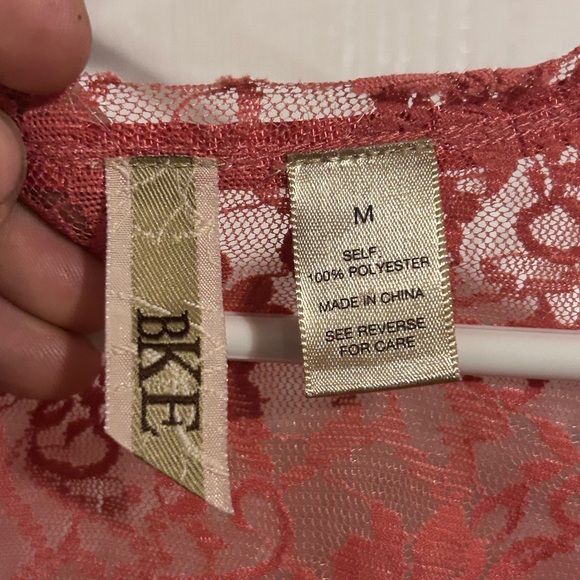 BKE
M
SELF:
100% POLYESTER
MADE IN CHINA
SEE REVERSE
FOR CARE